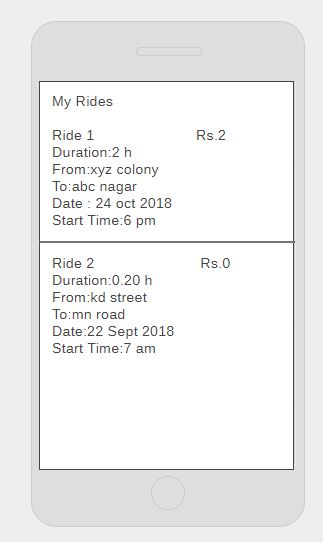 My Rides
Ride 1 Rs.2
Duration:2 h
From:xyz colony
To:abc nagar
Date : 24 oct 2018
Start Time:6 pm
Ride 2 Rs.0
Duration:0.20 h
From:kd street
To:mn road
Date:22 Sept 2018
Start Time:7 am